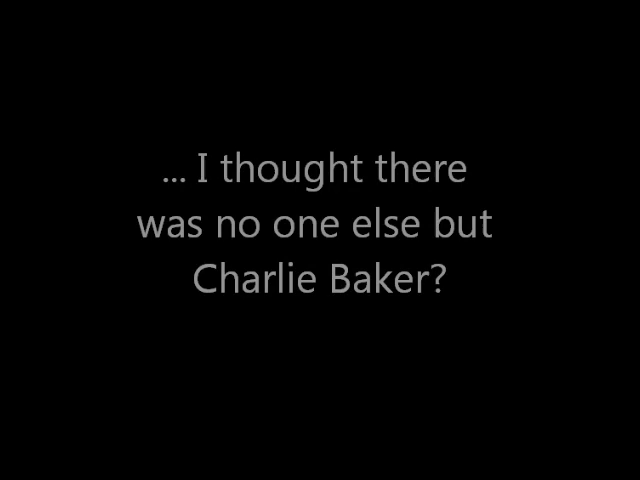 ... I thought there
was no one else but
Charlie Baker?